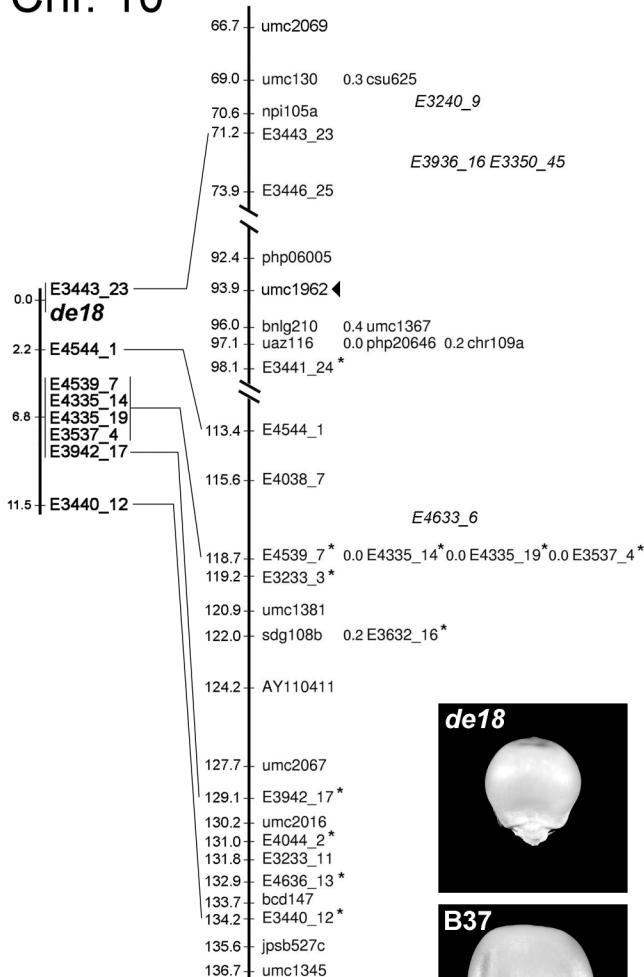 Chr. 10
66.7 umc2069
69.0 umc130 0.3 csu625
E3240_9
70.6 npi105a
71.2 E3443_23
E3936_16 E3350_45
73.9 E3446_25
92.4 php06005
93.9 umc1962
96.0 bnlg210 0.4 umc1367
97.1 uaz116 0.0 php20646 0.2 chr109a
98.1 E3441_24 *
113.4 E4544_1
115.6 E4038_7
E4633_6
118.7 E4539_7 * 0.0 E4335_14 * 0.0 E4335_19 * 0.0 E3537_4 *
119.2 E3233_3 *
120.9 umc1381
122.0 sdg108b 0.2 E3632_16 *
124.2 AY110411
127.7 umc2067
129.1 E3942_17 *
130.2 umc2016
131.0 E4044_2 *
131.8 E3233_11
132.9 E4636_13 *
133.7 bcd147
134.2 E3440_12 *
135.6 jpsb527c
136.7 umc1345
E3443_23
0.0 de18
2.2 E4544_1
E4539_7
E4335_14
6.8 E4335_19
E3537_4
E3942_17
11.5 E3440_12
de18
B37